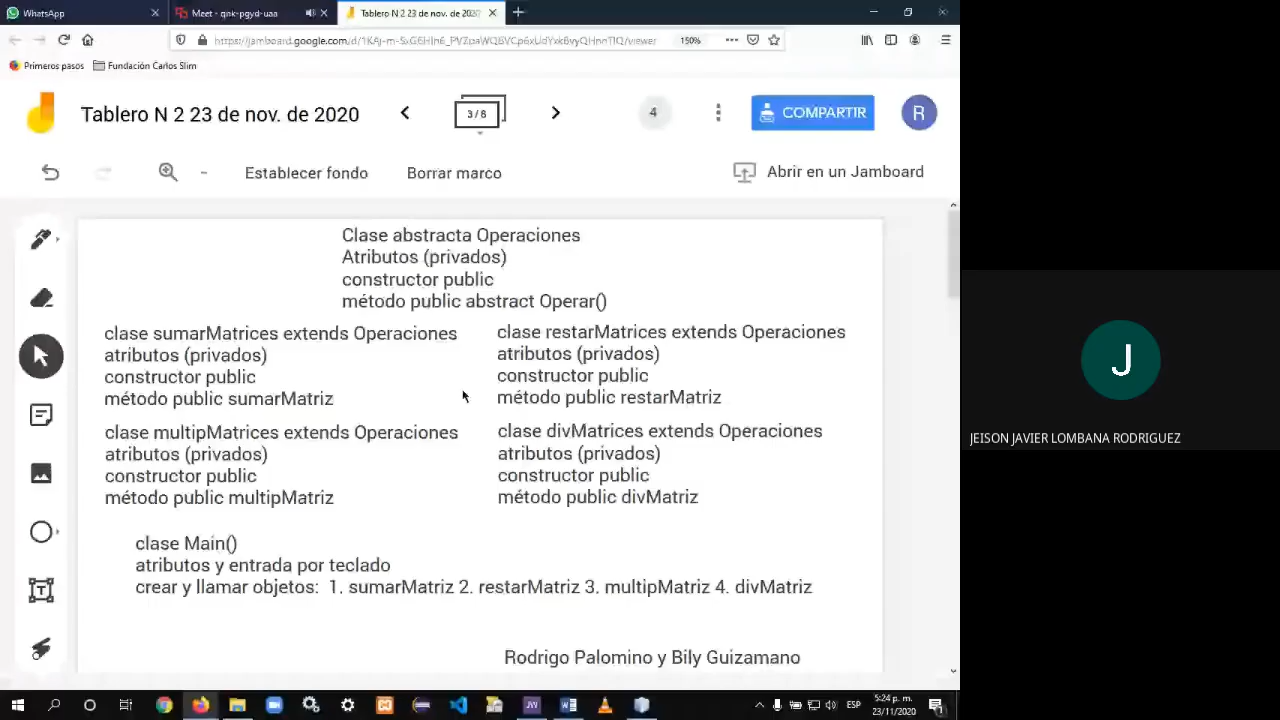 WhatsApp
Meet - qnk-pgyd-uaa
Tablero N 2 23 de nov. de 202
150%
Primeros pasos
Fundación Carlos Slim
Tablero N 2 23 de nov. de 2020
3 / 8
4
COMPARTIR
R
Establecer fondo
Borrar marco
Abrir en un Jamboard
Clase abstracta Operaciones
Atributos (privados)
constructor public
método public abstract Operar()
clase sumarMatrices extends Operaciones
atributos (privados)
constructor public
método public sumarMatriz
clase restarMatrices extends Operaciones
atributos (privados)
constructor public
método public restarMatriz
clase multipMatrices extends Operaciones
atributos (privados)
constructor public
método public multipMatriz
clase divMatrices extends Operaciones
atributos (privados)
constructor public
método public divMatriz
clase Main()
atributos y entrada por teclado
crear y llamar objetos: 1. sumarMatriz 2. restarMatriz 3. multipMatriz 4. divMatriz
Rodrigo Palomino y Bily Guizamano
J
JEISON JAVIER LOMBANA RODRIGUEZ
ESP
5:24 p. m.
23/11/2020